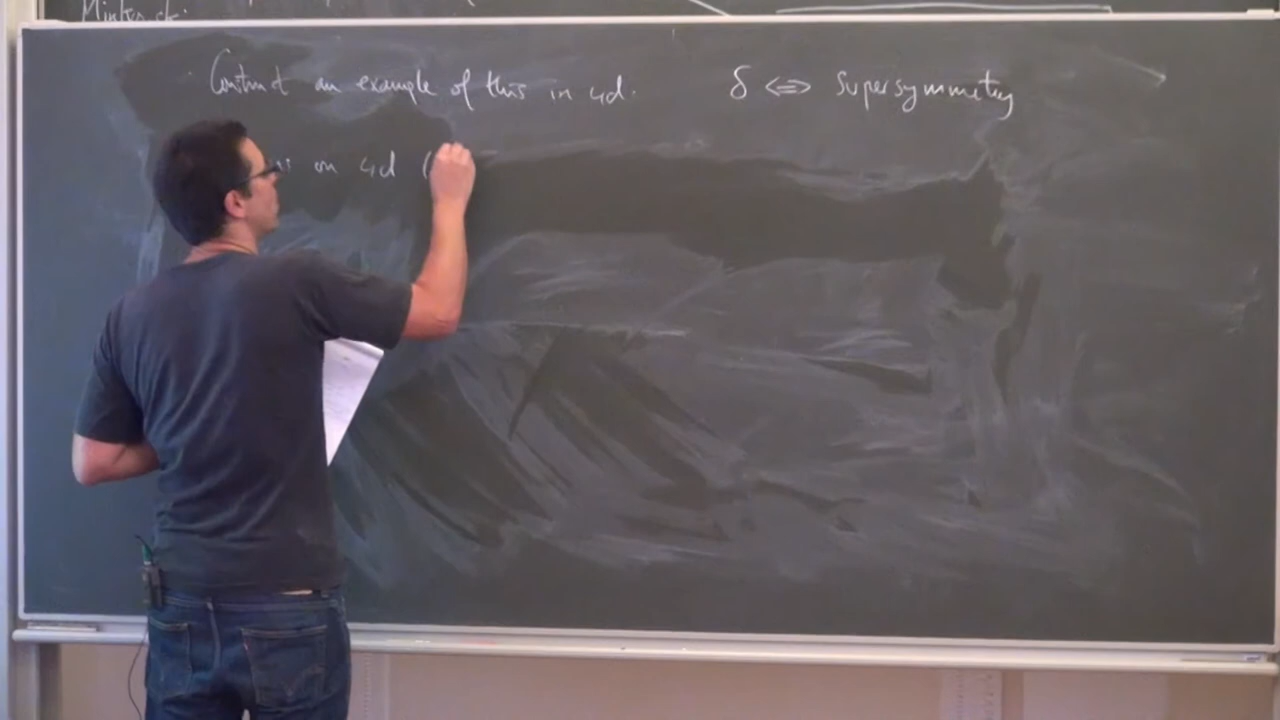 Construct an example of this in 4d. δ <=> Supersymmetry
on 4d (